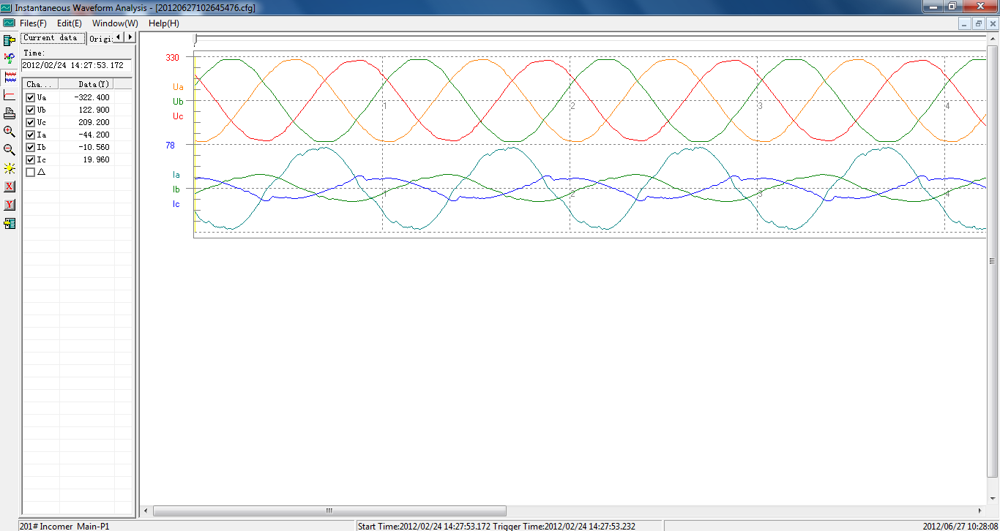 Instantaneous Waveform Analysis - [20120627102645476.cfg]
Files(F) Edit(E) Window(W) Help(H)
Current data Origi
Time:
2012/02/24 14:27:53.172
Cha... Data(Y)
Ua -322.400
Ub 122.900
Uc 209.200
Ia -44.200
Ib -10.560
Ic 19.960
△
X
Y
330
Ua
Ub
Uc
1 2 3 4
78
Ia
Ib
Ic
1 2 3 4
201# Incomer Main-P1
Start Time:2012/02/24 14:27:53.172 Trigger Time:2012/02/24 14:27:53.232
2012/06/27 10:28:08